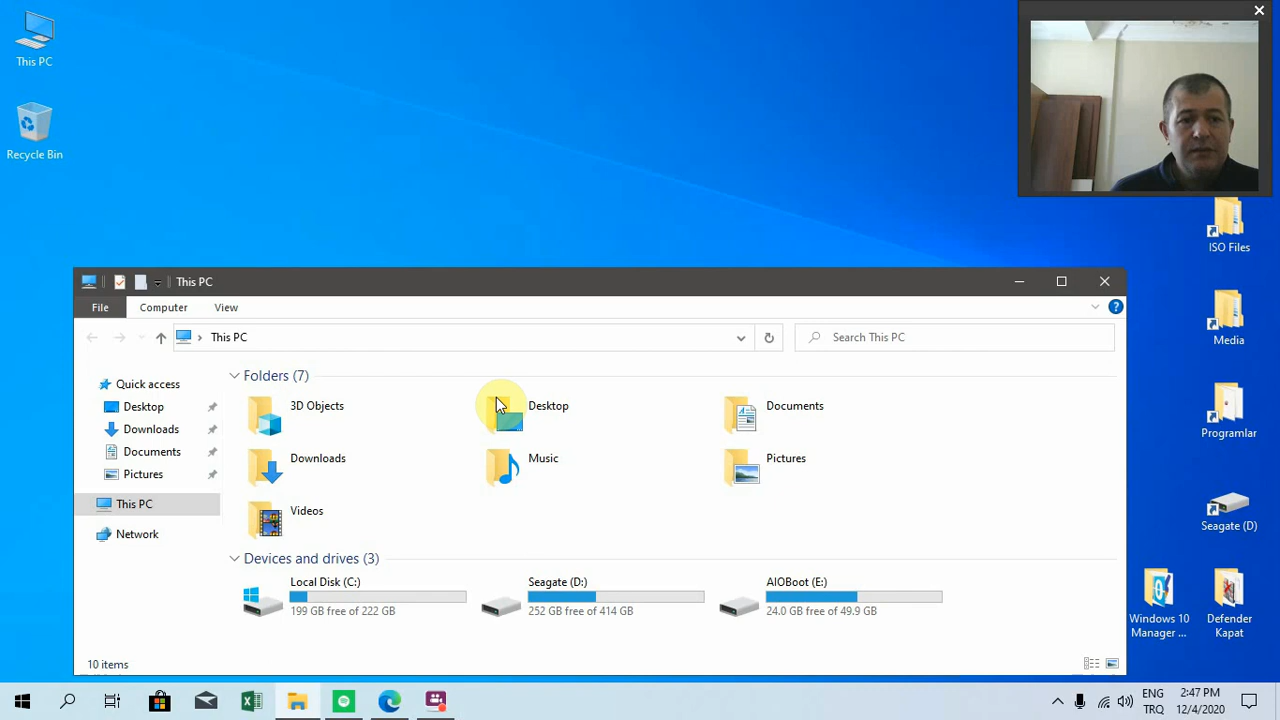 This PC
Recycle Bin
ISO Files
Media
Programlar
Seagate (D)
Windows 10
Manager ...
Defender
Kapat
This PC
File
Computer
View
This PC
Search This PC
Quick access
Desktop
Downloads
Documents
Pictures
This PC
Network
Folders (7)
3D Objects
Desktop
Documents
Downloads
Music
Pictures
Videos
Devices and drives (3)
Local Disk (C:)
199 GB free of 222 GB
Seagate (D:)
252 GB free of 414 GB
AIOBoot (E:)
24.0 GB free of 49.9 GB
10 items
ENG
TRQ
2:47 PM
12/4/2020